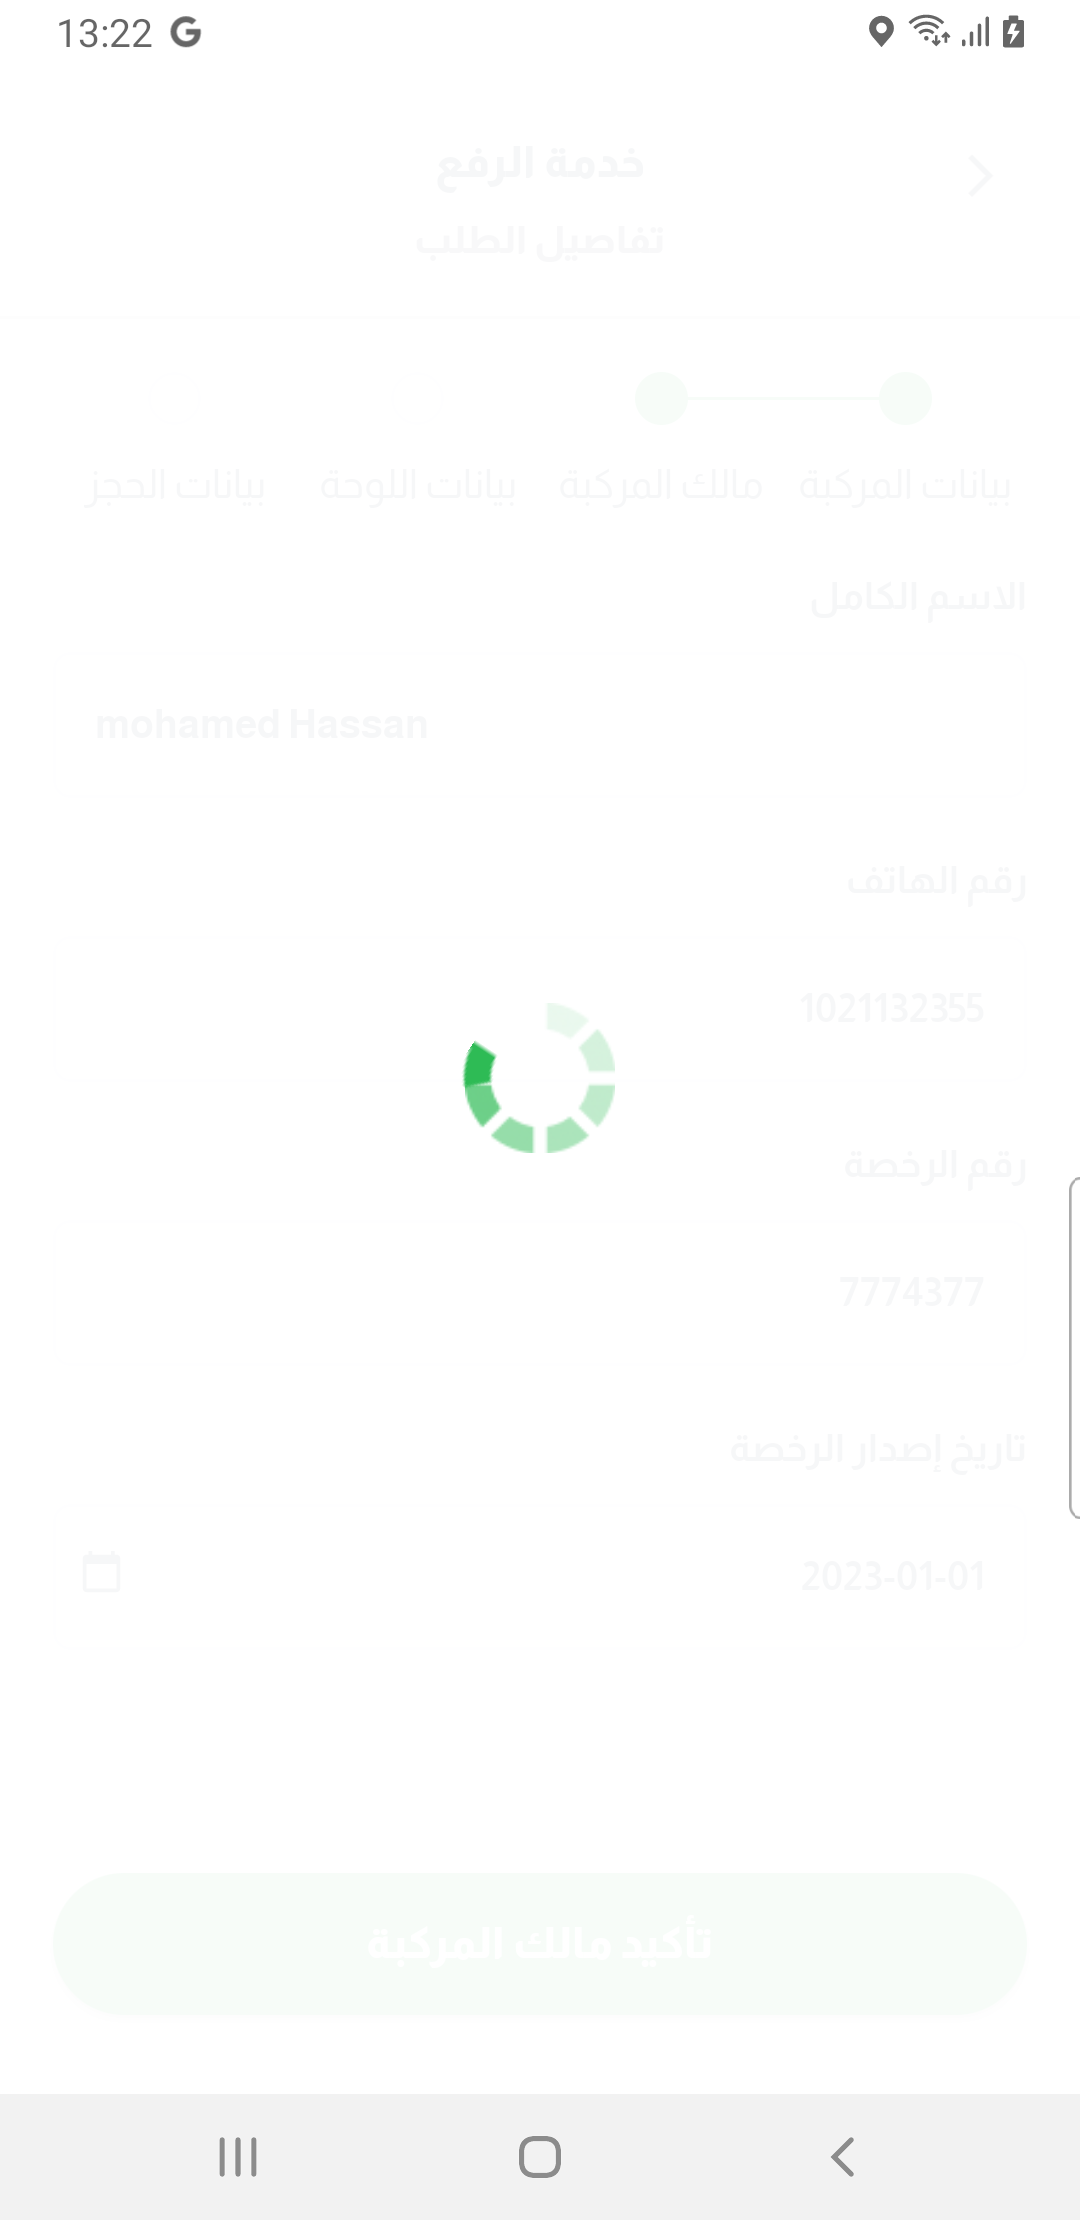 13:22
خدمة الرفع
تفاصيل الطلب
بيانات المركبة مالك المركبة بيانات اللوحة بيانات الحجز
الاسم الكامل
mohamed Hassan
رقم الهاتف
1021132355
رقم الرخصة
7774377
تاريخ إصدار الرخصة
2023-01-01
تأكيد مالك المركبة